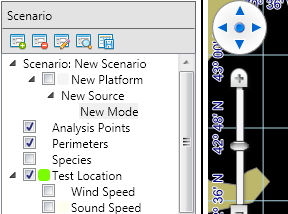 Scenario
Scenario: New Scenario
New Platform
New Source
New Mode
Analysis Points
Perimeters
Species
Test Location
Wind Speed
Sound Speed
43° 00'
42° 48' N
42° 36' N